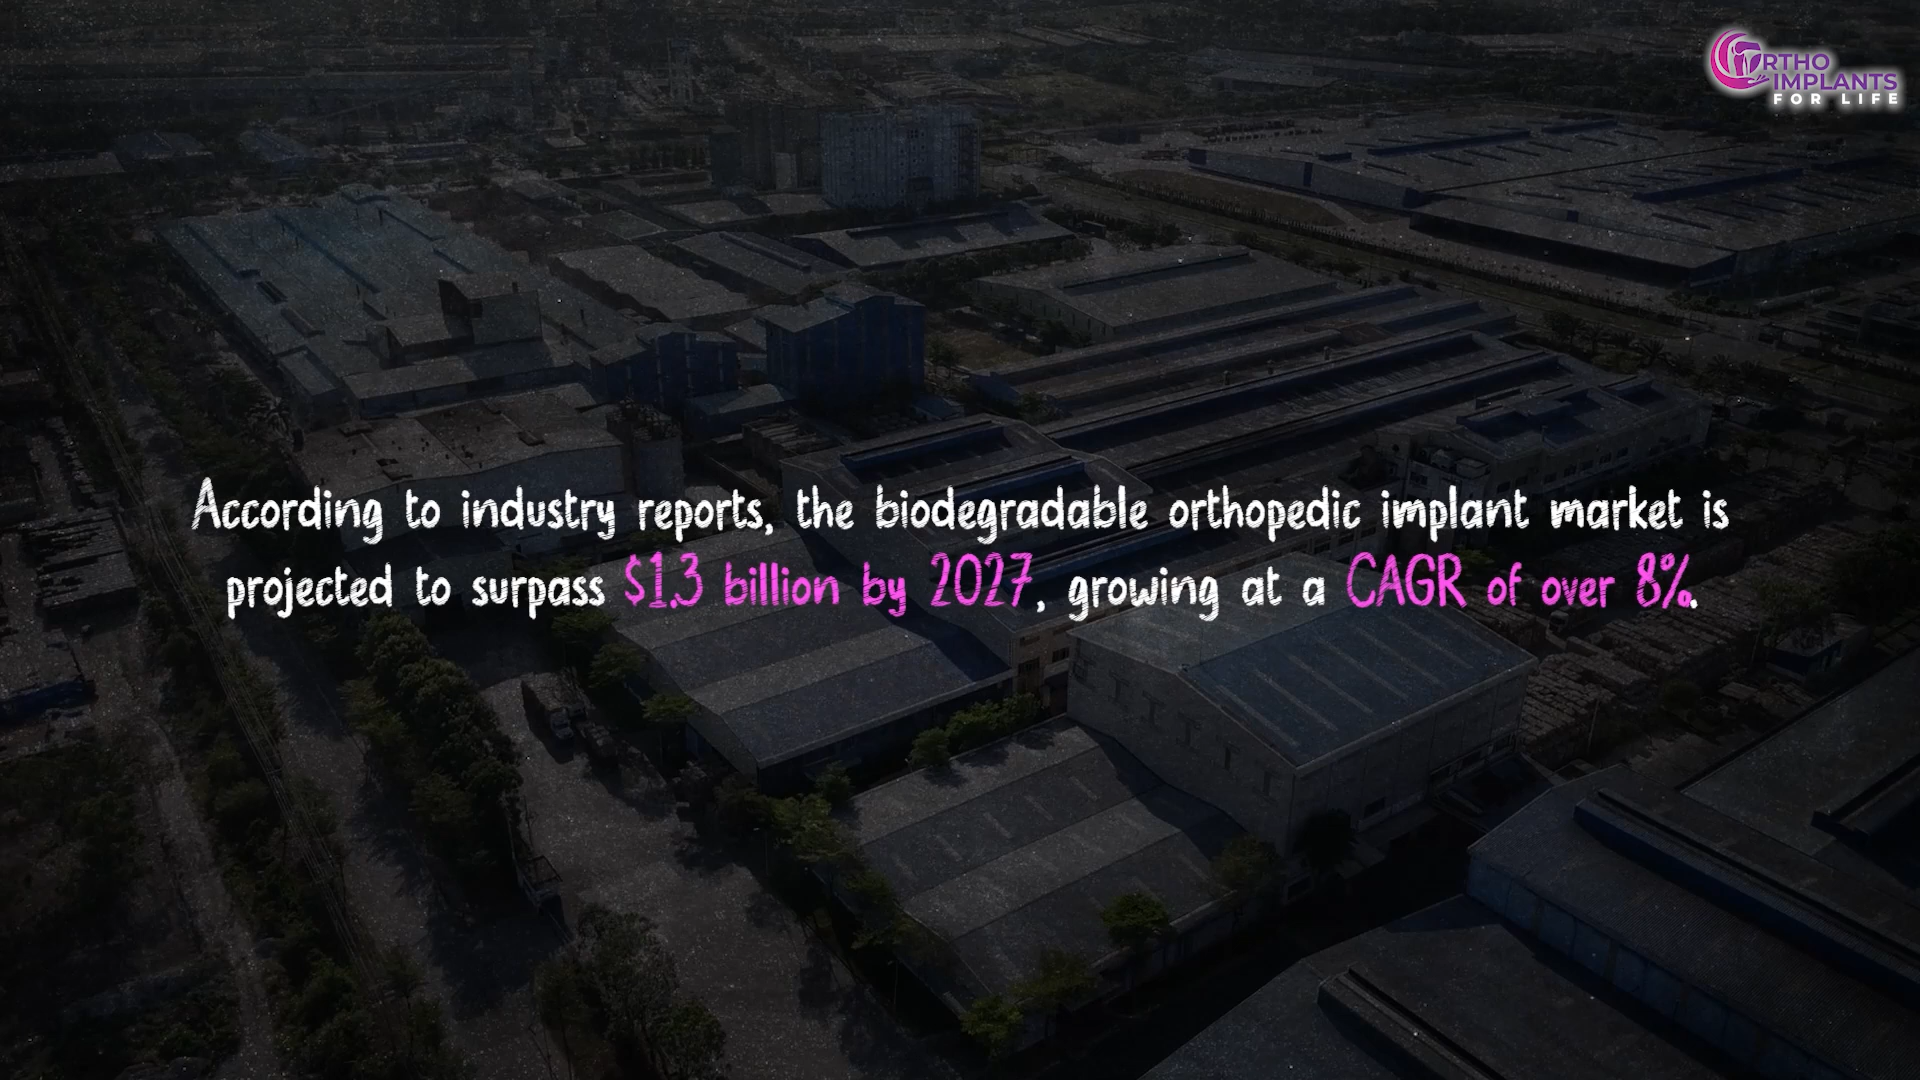 ORTHO
IMPLANTS
FOR LIFE
According to industry reports, the biodegradable orthopedic implant market is
projected to surpass $1.3 billion by 2027, growing at a CAGR of over 8%.